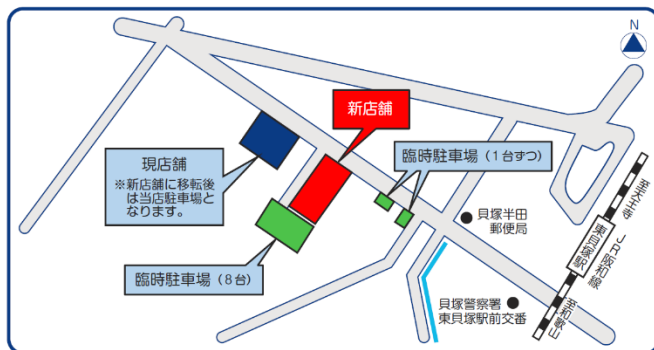 N
新店舗
臨時駐車場（1台ずつ）
現店舗
※新店舗に移転後
は当店駐車場と
なります。
貝塚半田
郵便局
臨時駐車場（8台）
貝塚警察署
東貝塚駅前交番
至天王寺
JR阪和線
東貝塚駅
至和歌山